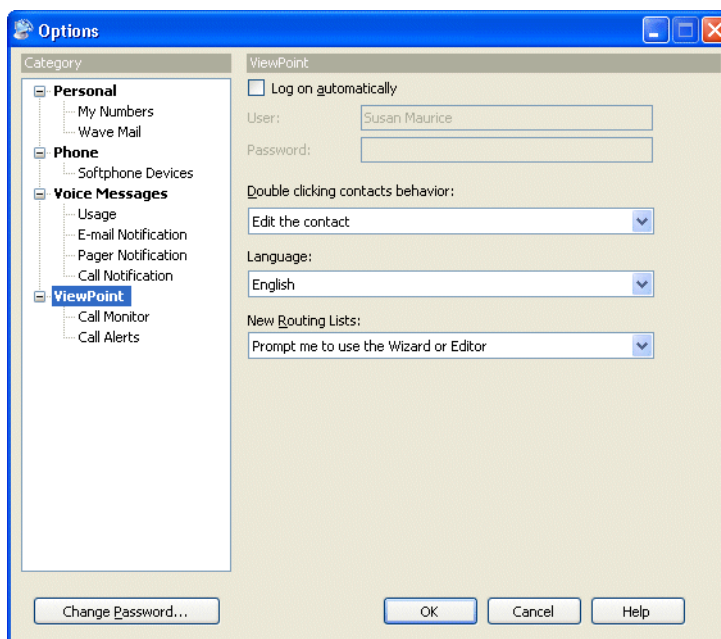 Options
Category
Personal
My Numbers
Wave Mail
Phone
Softphone Devices
Voice Messages
Usage
E-mail Notification
Pager Notification
Call Notification
ViewPoint
Call Monitor
Call Alerts
ViewPoint
Log on automatically
User: Susan Maurice
Password:
Double clicking contacts behavior:
Edit the contact
Language:
English
New Routing Lists:
Prompt me to use the Wizard or Editor
Change Password... OK Cancel Help